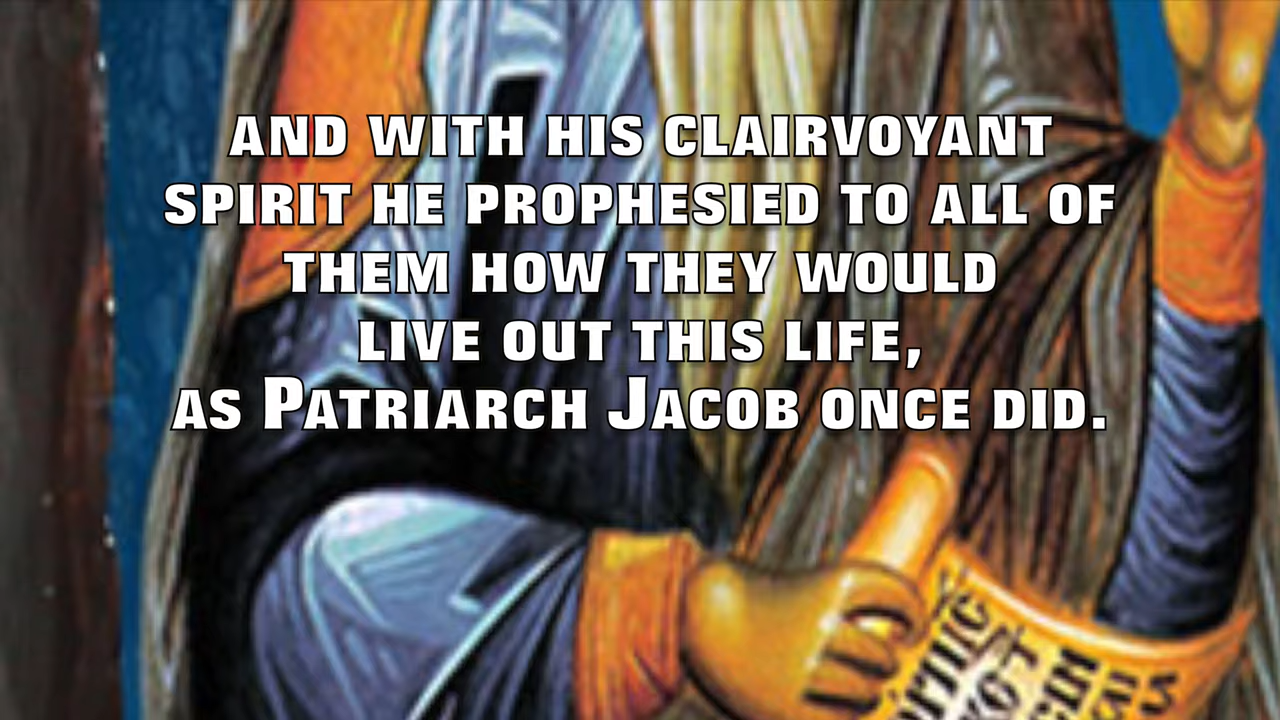 AND WITH HIS CLAIRVOYANT
SPIRIT HE PROPHESIED TO ALL OF
THEM HOW THEY WOULD
LIVE OUT THIS LIFE,
AS PATRIARCH JACOB ONCE DID.